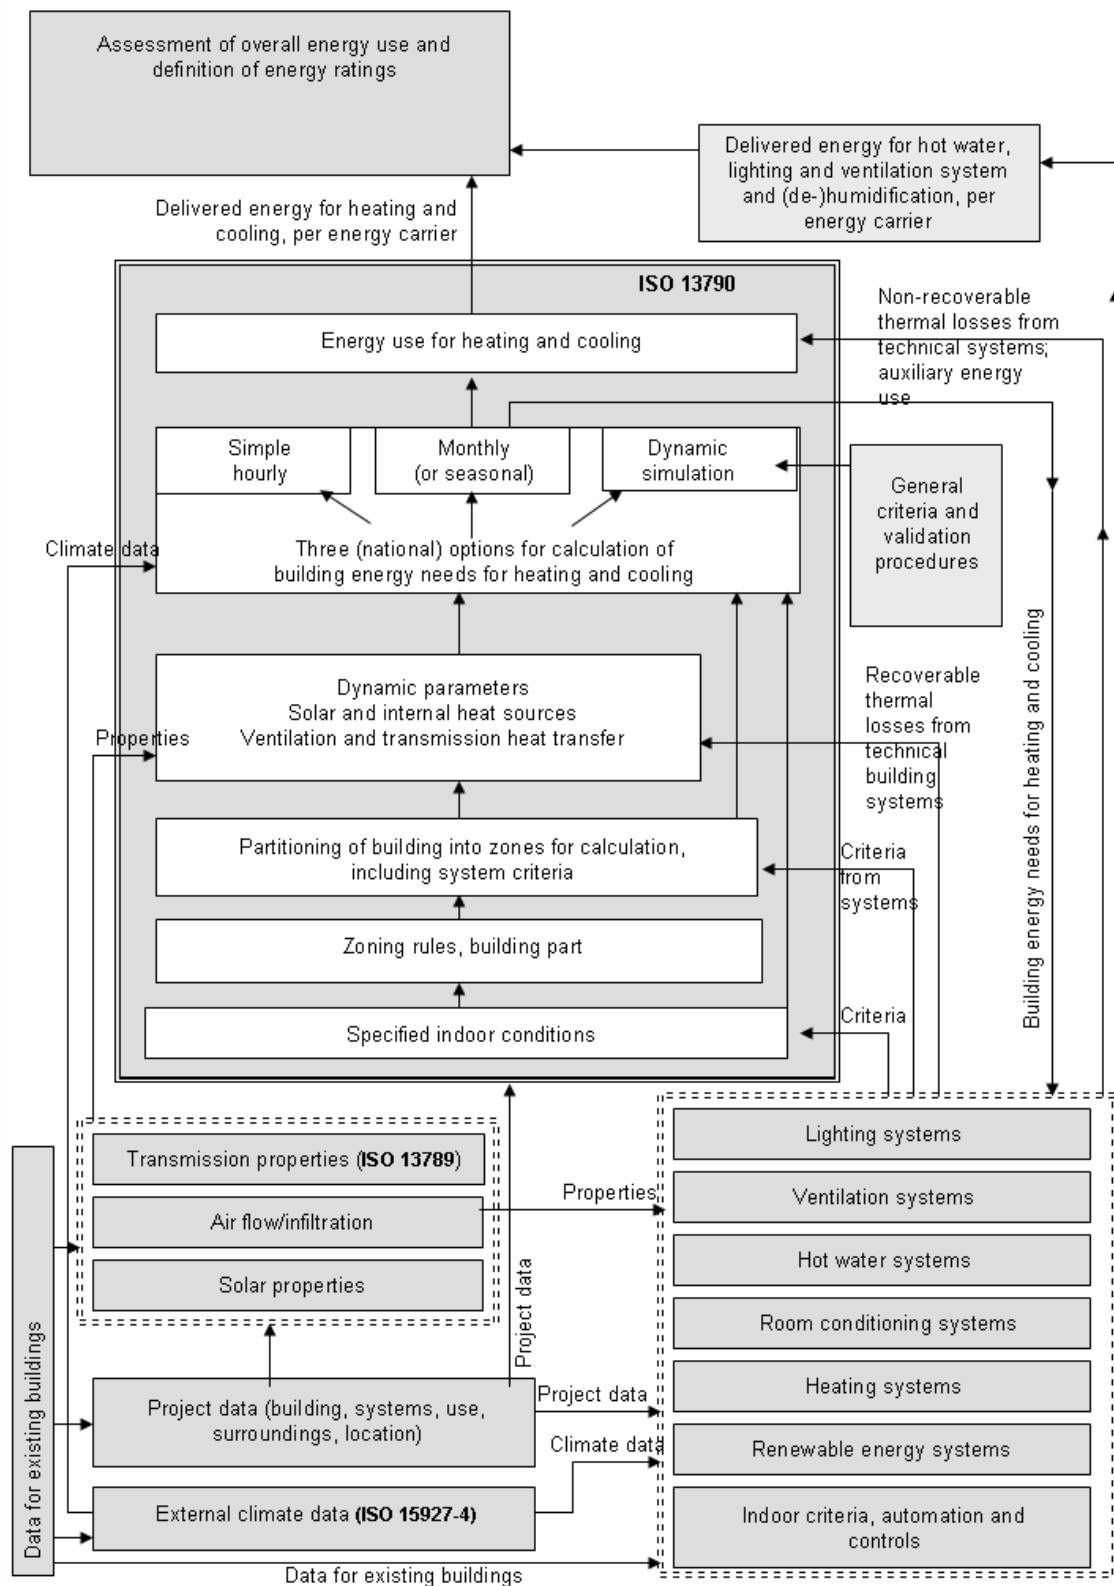 Assessment of overall energy use and
definition of energy ratings
Delivered energy for hot water,
lighting and ventilation system
and (de-)humidification, per
energy carrier
Delivered energy for heating and
cooling, per energy carrier
ISO 13790
Non-recoverable
thermal losses from
technical systems;
auxiliary energy
use
Energy use for heating and cooling
Simple
hourly
Monthly
(or seasonal)
Dynamic
simulation
General
criteria and
validation
procedures
Climate data
Three (national) options for calculation of
building energy needs for heating and cooling
Building energy needs for heating and cooling
Recoverable
thermal
losses from
technical
building
systems
Dynamic parameters
Solar and internal heat sources
Ventilation and transmission heat transfer
Properties
Partitioning of building into zones for calculation,
including system criteria
Criteria
from
systems
Zoning rules, building part
Specified indoor conditions
Criteria
Transmission properties (ISO 13789)
Air flow/infiltration
Solar properties
Properties
Project data
Lighting systems
Ventilation systems
Hot water systems
Room conditioning systems
Heating systems
Renewable energy systems
Indoor criteria, automation and
controls
Data for existing buildings
Project data (building, systems, use,
surroundings, location)
Project data
Climate data
External climate data (ISO 15927-4)
Data for existing buildings